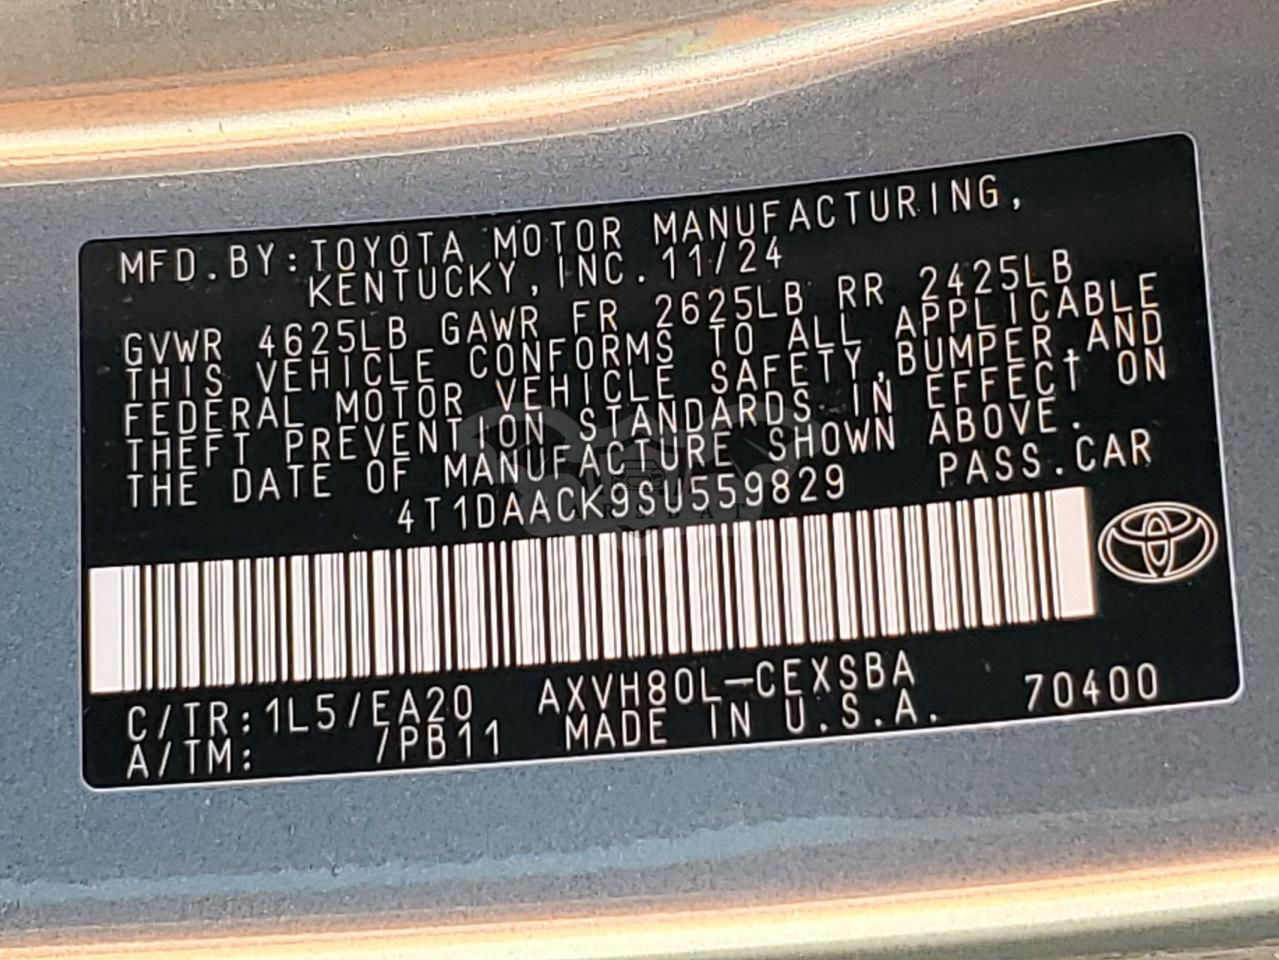 MFD.BY:TOYOTA MOTOR MANUFACTURING,
KENTUCKY,INC.11/24
GVWR 4625LB GAWR FR 2625LB RR 2425LB
THIS VEHICLE CONFORMS TO ALL APPLICABLE
FEDERAL MOTOR VEHICLE SAFETY,BUMPER,AND
THEFT PREVENTION STANDARDS IN EFFECT ON
THE DATE OF MANUFACTURE SHOWN ABOVE.
4T1DAACK9SU559829 PASS.CAR
C/TR:1L5/EA20 AXVH80L-CEXSBA 70400
A/TM: /PB11 MADE IN U.S.A.